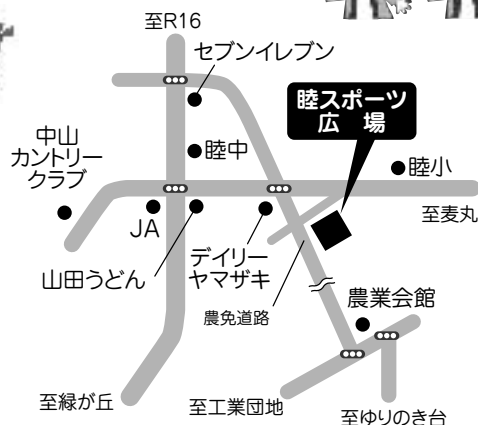 至R16
セブンイレブン
睦スポーツ
広場
中山
カントリー
クラブ
睦中
睦小
JA
至麦丸
山田うどん
デイリー
ヤマザキ
農免道路
農業会館
至緑が丘
至工業団地
至ゆりのき台